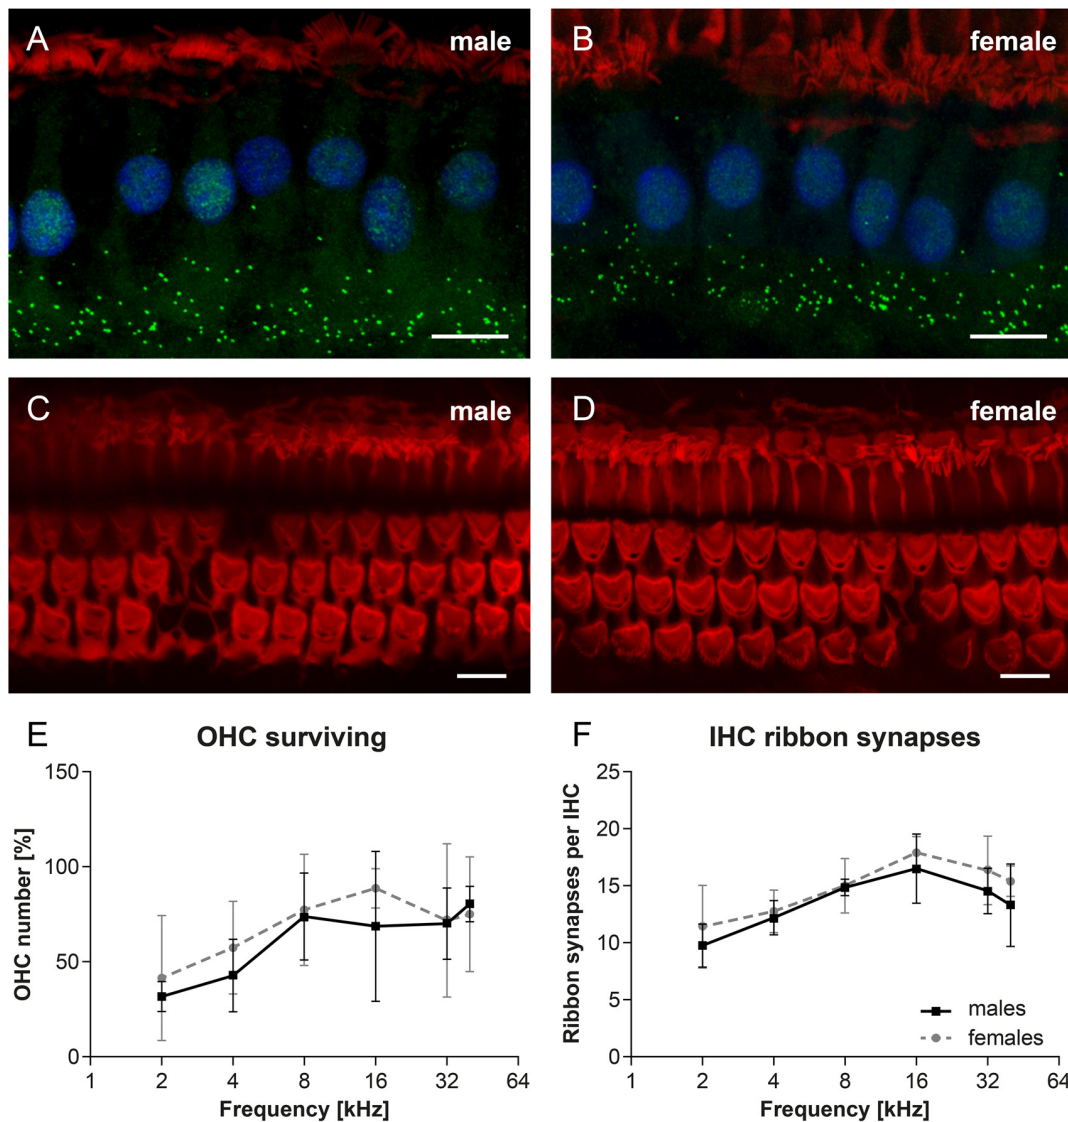 A male
B female
C male
D female
E OHC surviving
150
100
50
0
OHC number [%]
1 2 4 8 16 32 64
Frequency [kHz]
F IHC ribbon synapses
25
20
15
10
5
0
Ribbon synapses per IHC
males
females
1 2 4 8 16 32 64
Frequency [kHz]